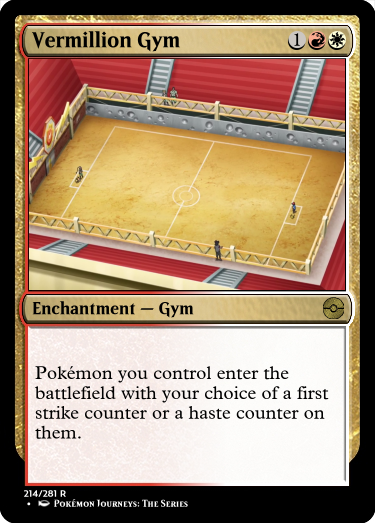 Vermillion Gym 1
Enchantment — Gym
Pokémon you control enter the
battlefield with your choice of a first
strike counter or a haste counter on
them.
214/281 R
• Pokémon Journeys: The Series